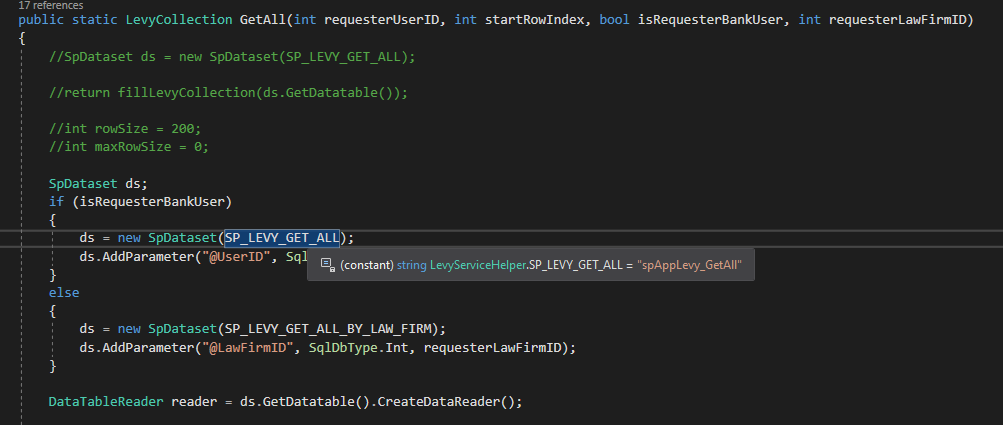 17 references
public static LevyCollection GetAll(int requesterUserID, int startRowIndex, bool isRequesterBankUser, int requesterLawFirmID)
{
//SpDataset ds = new SpDataset(SP_LEVY_GET_ALL);
//return fillLevyCollection(ds.GetDatatable());
//int rowSize = 200;
//int maxRowSize = 0;
SpDataset ds;
if (isRequesterBankUser)
{
ds = new SpDataset(SP_LEVY_GET_ALL);
ds.AddParameter("@UserID", Sql
(constant) string LevyServiceHelper.SP_LEVY_GET_ALL = "spAppLevy_GetAll"
}
else
{
ds = new SpDataset(SP_LEVY_GET_ALL_BY_LAW_FIRM);
ds.AddParameter("@LawFirmID", SqlDbType.Int, requesterLawFirmID);
}
DataTableReader reader = ds.GetDatatable().CreateDataReader();